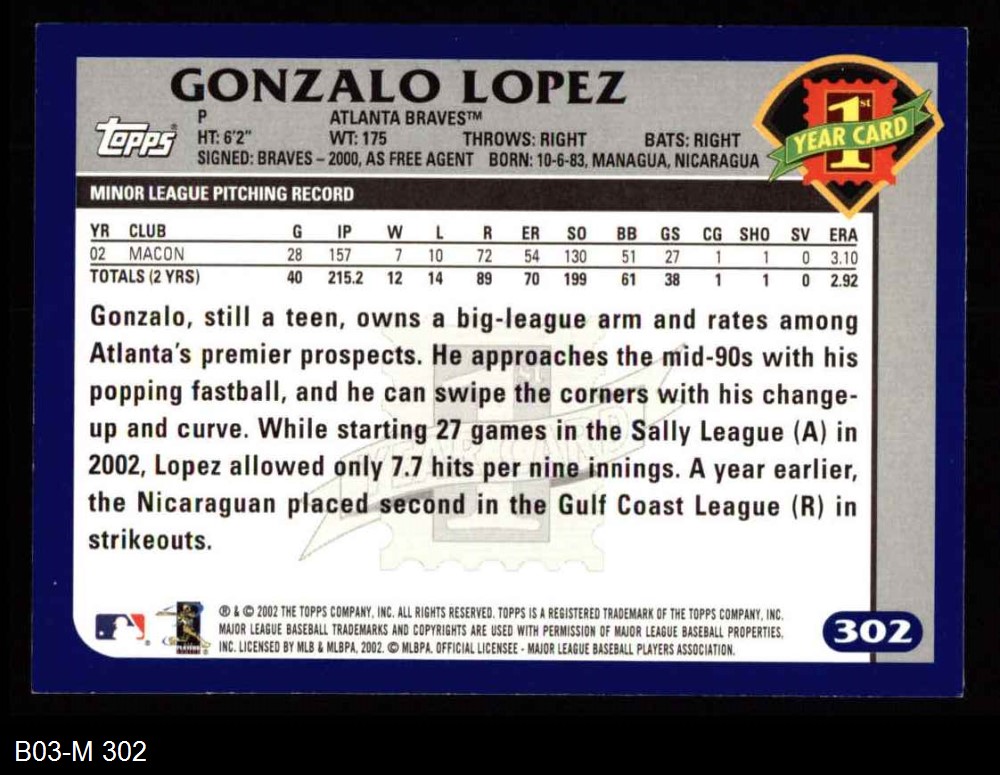 GONZALO LOPEZ
topps®
P ATLANTA BRAVES™
HT: 6'2" WT: 175 THROWS: RIGHT BATS: RIGHT
SIGNED: BRAVES – 2000, AS FREE AGENT BORN: 10-6-83, MANAGUA, NICARAGUA
1st
YEAR CARD
MINOR LEAGUE PITCHING RECORD
YR CLUB G IP W L R ER SO BB GS CG SHO SV ERA
02 MACON 28 157 7 10 72 54 130 51 27 1 1 0 3.10
TOTALS (2 YRS) 40 215.2 12 14 89 70 199 61 38 1 1 0 2.92
Gonzalo, still a teen, owns a big-league arm and rates among
Atlanta's premier prospects. He approaches the mid-90s with his
popping fastball, and he can swipe the corners with his change-
up and curve. While starting 27 games in the Sally League (A) in
2002, Lopez allowed only 7.7 hits per nine innings. A year earlier,
the Nicaraguan placed second in the Gulf Coast League (R) in
strikeouts.
1st
YEAR CARD
® & © 2002 THE TOPPS COMPANY, INC. ALL RIGHTS RESERVED. TOPPS IS A REGISTERED TRADEMARK OF THE TOPPS COMPANY, INC.
MAJOR LEAGUE BASEBALL TRADEMARKS AND COPYRIGHTS ARE USED WITH PERMISSION OF MAJOR LEAGUE BASEBALL PROPERTIES,
INC. LICENSED BY MLB & MLBPA, 2002. © MLBPA. OFFICIAL LICENSEE - MAJOR LEAGUE BASEBALL PLAYERS ASSOCIATION.
302
B03-M 302